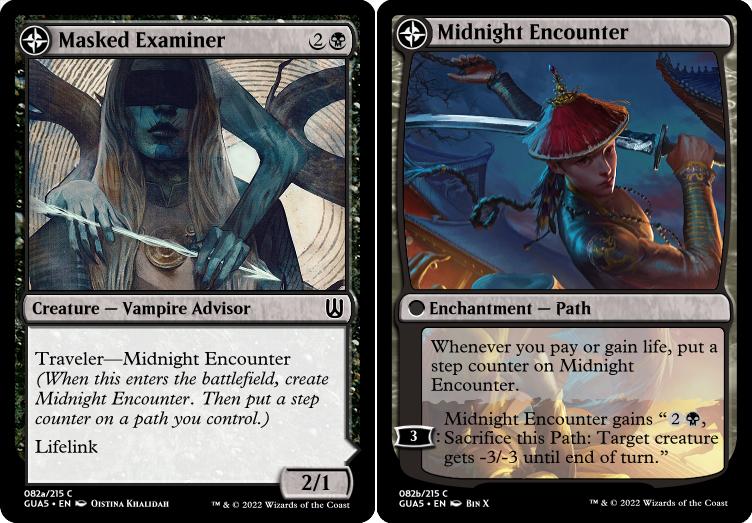 Masked Examiner
2
Creature — Vampire Advisor
Traveler—Midnight Encounter
(When this enters the battlefield, create
Midnight Encounter. Then put a step
counter on a path you control.)
Lifelink
2/1
082a/215 C
GUA5 • EN Oistina Khalidah
™ & © 2022 Wizards of the Coast
Midnight Encounter
Enchantment — Path
Whenever you pay or gain life, put a
step counter on Midnight
Encounter.
Midnight Encounter gains “ 2 ,
3 : Sacrifice this Path: Target creature
gets -3/-3 until end of turn.”
082b/215 C
GUA5 • EN Bin X
™ & © 2022 Wizards of the Coast